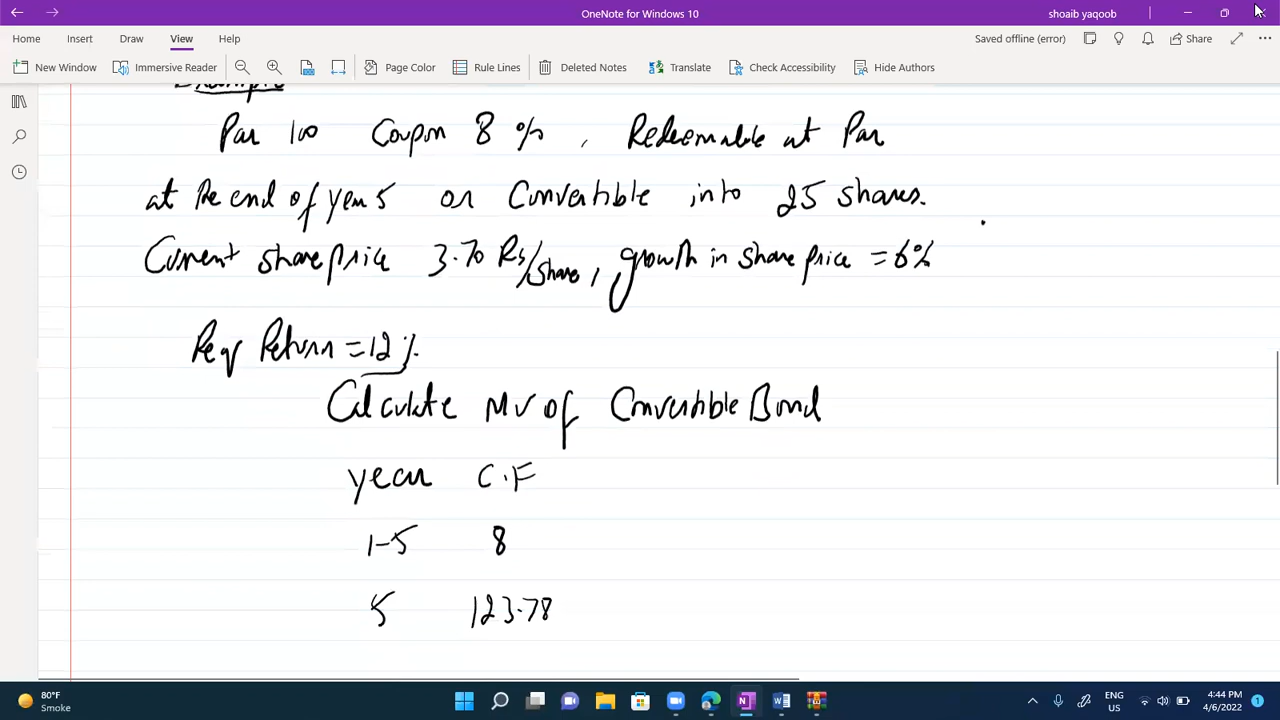 OneNote for Windows 10
shoaib yaqoob
Home Insert Draw View Help
Saved offline (error)
Share
New Window Immersive Reader Page Color Rule Lines Deleted Notes Translate Check Accessibility Hide Authors
Example
Par 100 Coupon 8 %, Redeemable at Par
at the end of year 5 or Convertible into 25 shares.
Current share price 3.70 Rs/share, growth in share price = 6%
Req Return = 12 %.
Calculate MV of Convertible Bond
year C.F
1-5 8
5 123.78
80°F
Smoke
ENG
US
4:44 PM
4/6/2022